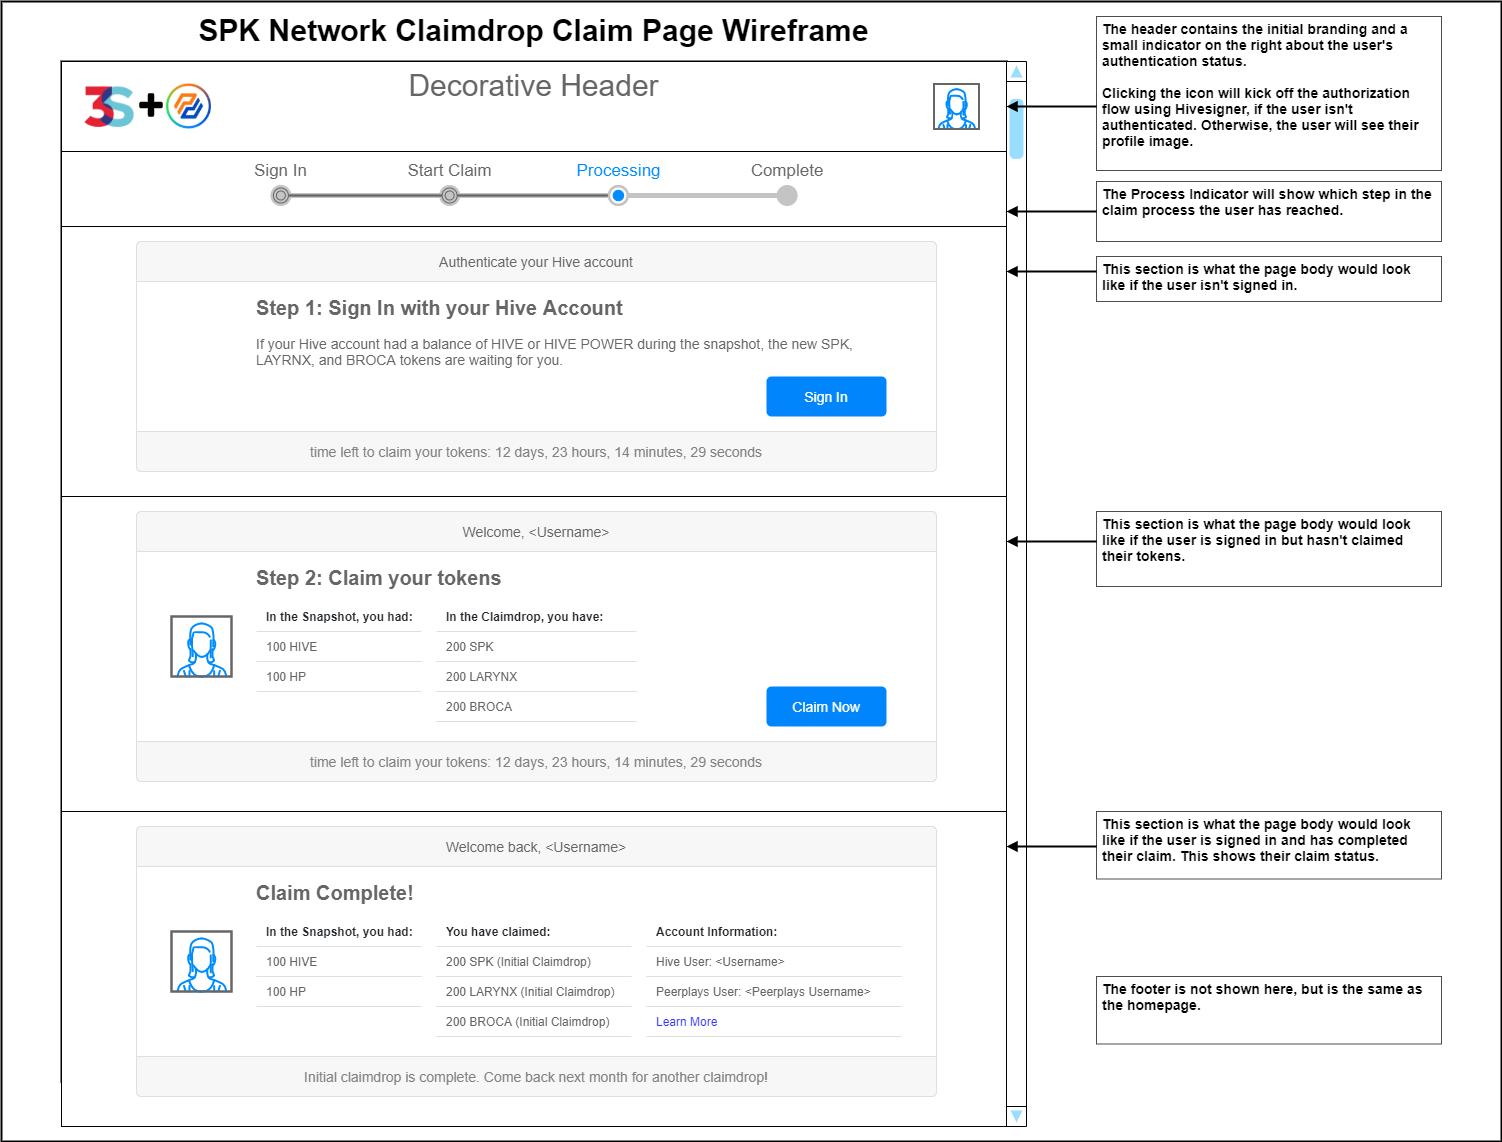 SPK Network Claimdrop Claim Page Wireframe
Decorative Header
3S+
Sign In
Start Claim
Processing
Complete
Authenticate your Hive account
Step 1: Sign In with your Hive Account
If your Hive account had a balance of HIVE or HIVE POWER during the snapshot, the new SPK,
LAYRNX, and BROCA tokens are waiting for you.
Sign In
time left to claim your tokens: 12 days, 23 hours, 14 minutes, 29 seconds
Welcome, <Username>
Step 2: Claim your tokens
In the Snapshot, you had:
100 HIVE
100 HP
In the Claimdrop, you have:
200 SPK
200 LARYNX
200 BROCA
Claim Now
time left to claim your tokens: 12 days, 23 hours, 14 minutes, 29 seconds
Welcome back, <Username>
Claim Complete!
In the Snapshot, you had:
100 HIVE
100 HP
You have claimed:
200 SPK (Initial Claimdrop)
200 LARYNX (Initial Claimdrop)
200 BROCA (Initial Claimdrop)
Account Information:
Hive User: <Username>
Peerplays User: <Peerplays Username>
Learn More
Initial claimdrop is complete. Come back next month for another claimdrop!
The header contains the initial branding and a
small indicator on the right about the user's
authentication status.
Clicking the icon will kick off the authorization
flow using Hivesigner, if the user isn't
authenticated. Otherwise, the user will see their
profile image.
The Process Indicator will show which step in the
claim process the user has reached.
This section is what the page body would look
like if the user isn't signed in.
This section is what the page body would look
like if the user is signed in but hasn't claimed
their tokens.
This section is what the page body would look
like if the user is signed in and has completed
their claim. This shows their claim status.
The footer is not shown here, but is the same as
the homepage.